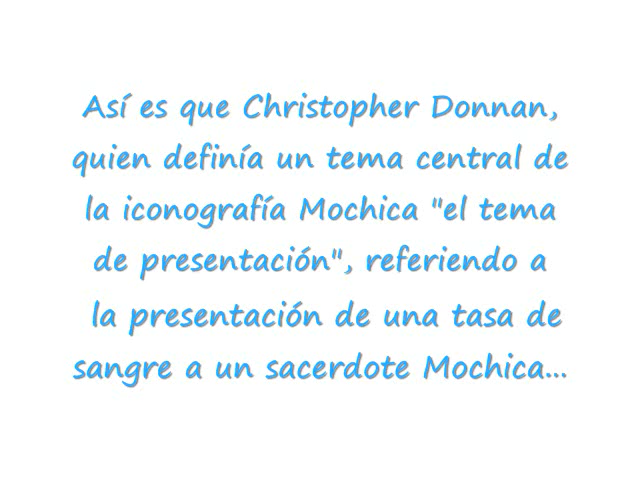 Así es que Christopher Donnan,
quien definía un tema central de
la iconografía Mochica "el tema
de presentación", referiendo a
la presentación de una tasa de
sangre a un sacerdote Mochica...